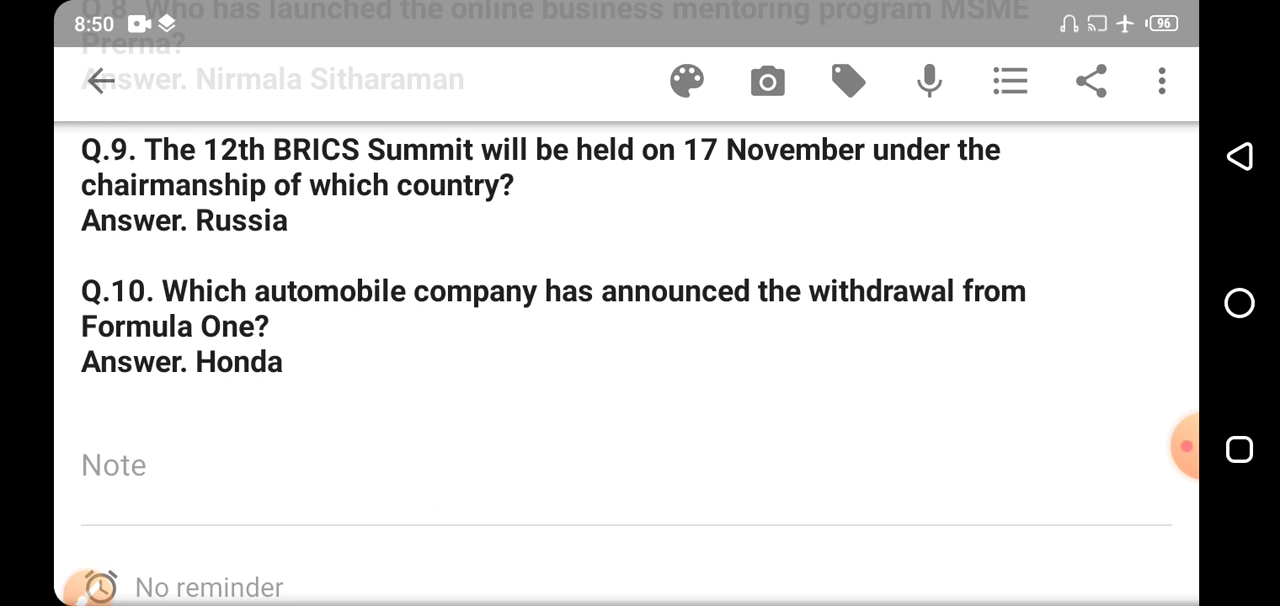 Q.8. Who has launched the online business mentoring program MSME
8:50
96
Prerna?
Answer. Nirmala Sitharaman
Q.9. The 12th BRICS Summit will be held on 17 November under the
chairmanship of which country?
Answer. Russia
Q.10. Which automobile company has announced the withdrawal from
Formula One?
Answer. Honda
Note
No reminder